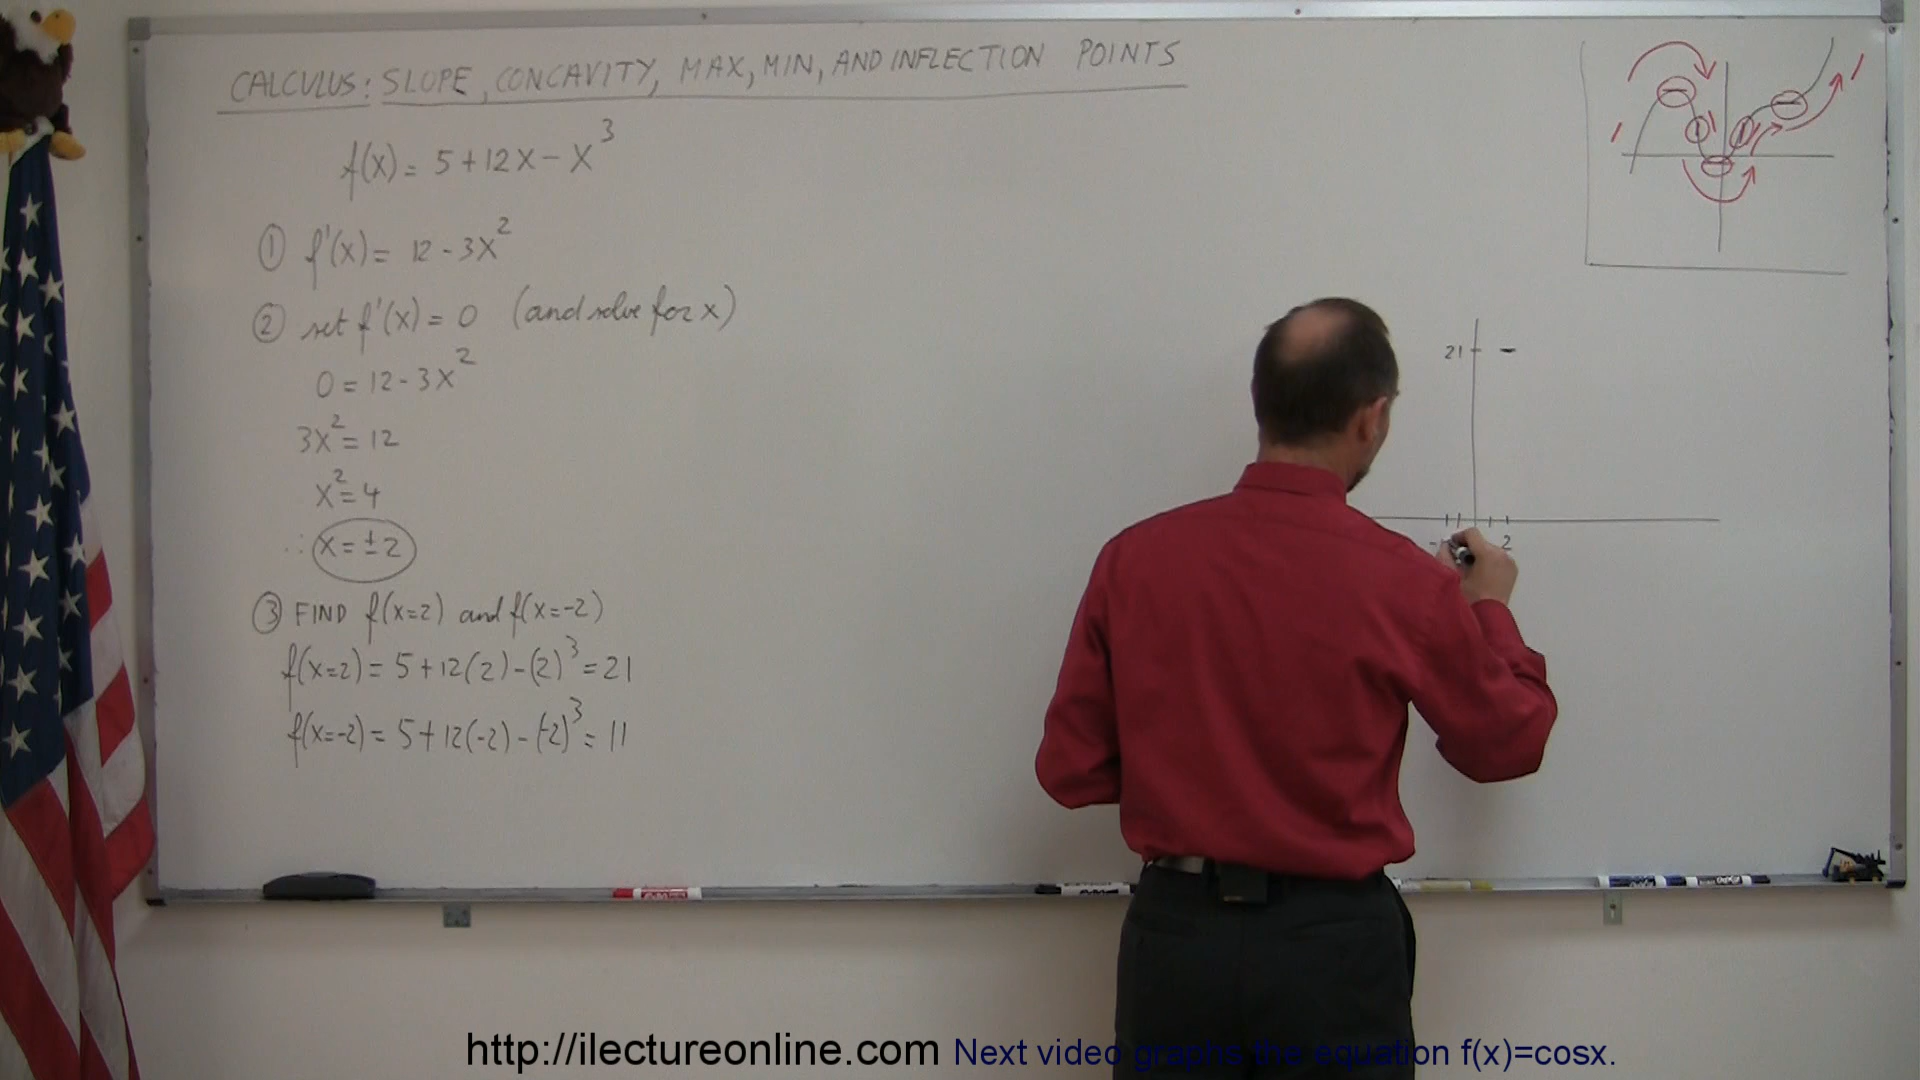 CALCULUS: SLOPE, CONCAVITY, MAX, MIN, AND INFLECTION POINTS
f(x) = 5 + 12x - x³
① f'(x) = 12 - 3x²
② set f'(x) = 0 (and solve for x)
0 = 12 - 3x²
3x² = 12
x² = 4
∴ x = ±2
③ FIND f(x=2) and f(x=-2)
f(x=2) = 5 + 12(2) - (2)³ = 21
f(x=-2) = 5 + 12(-2) - (-2)³ = 11
21
2
http://ilectureonline.com Next video graphs the equation f(x)=cosx.